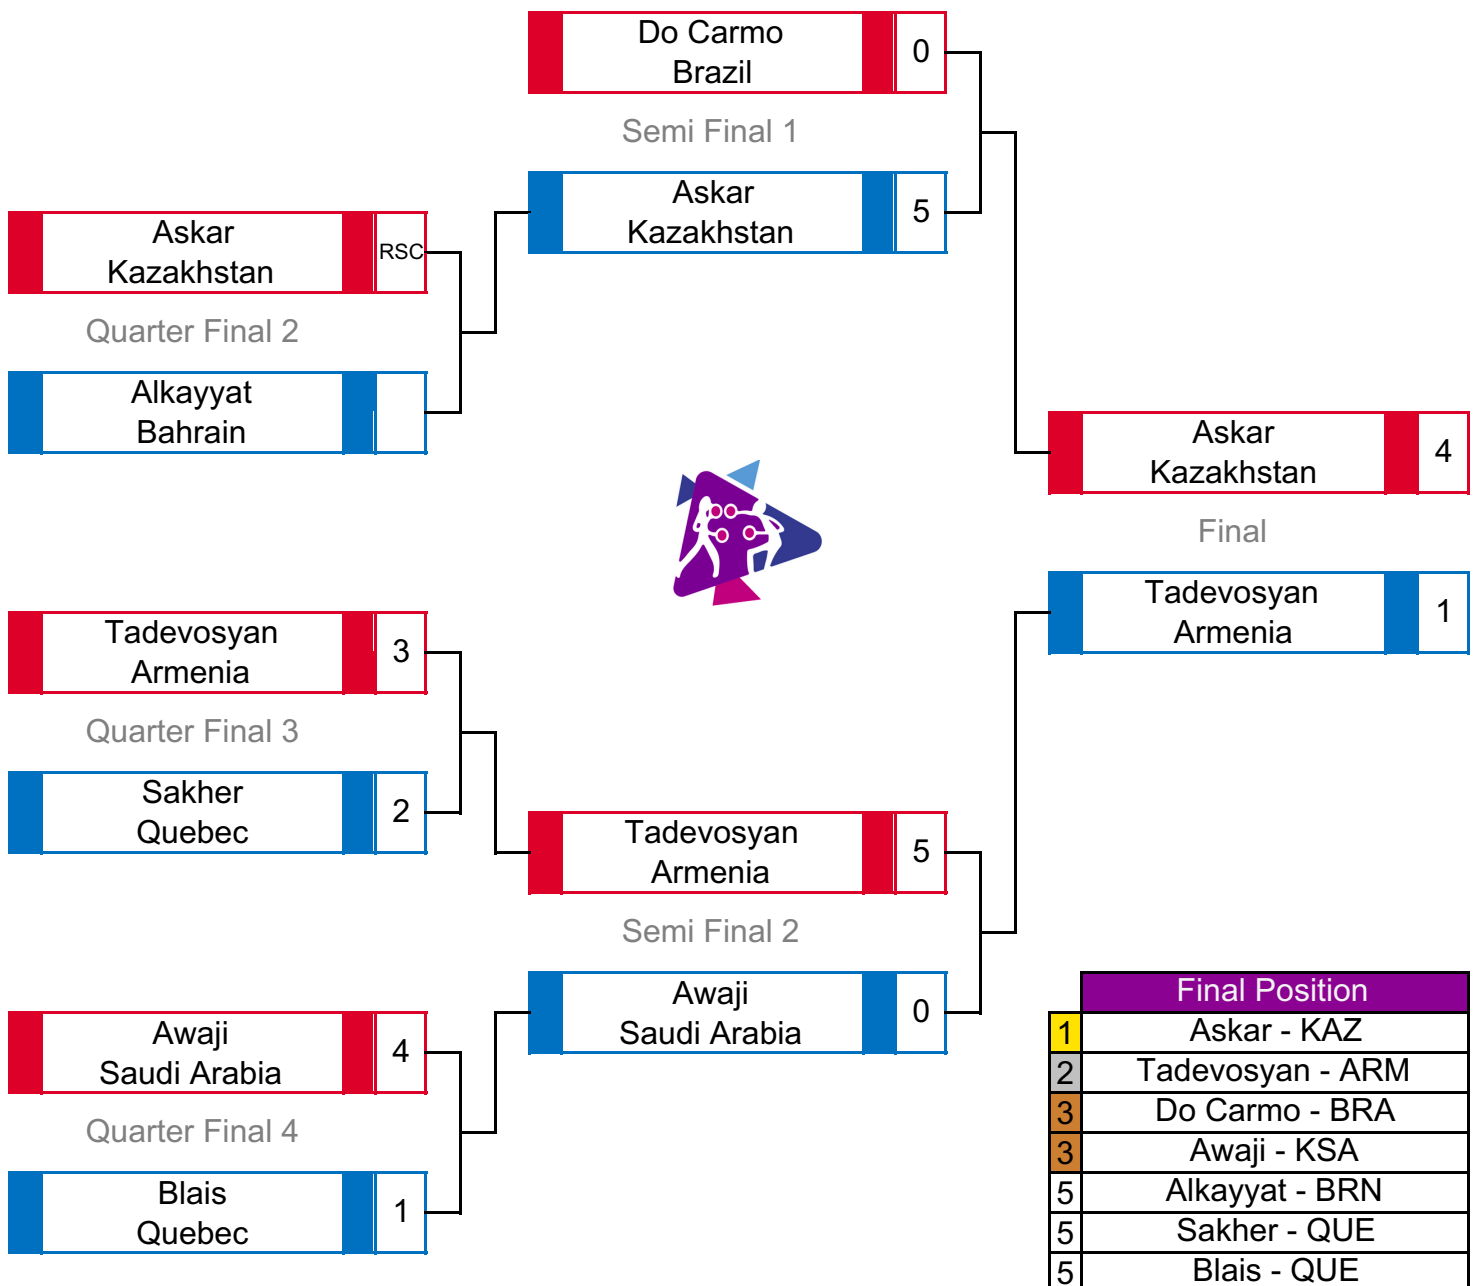 Do Carmo
Brazil
0
Semi Final 1
Askar
Kazakhstan
5
Askar
Kazakhstan
RSC
Quarter Final 2
Alkayyat
Bahrain
Askar
Kazakhstan
4
Final
Tadevosyan
Armenia
1
Tadevosyan
Armenia
3
Quarter Final 3
Sakher
Quebec
2
Tadevosyan
Armenia
5
Semi Final 2
Awaji
Saudi Arabia
0
Awaji
Saudi Arabia
4
Quarter Final 4
Blais
Quebec
1
Final Position
1 Askar - KAZ
2 Tadevosyan - ARM
3 Do Carmo - BRA
3 Awaji - KSA
5 Alkayyat - BRN
5 Sakher - QUE
5 Blais - QUE